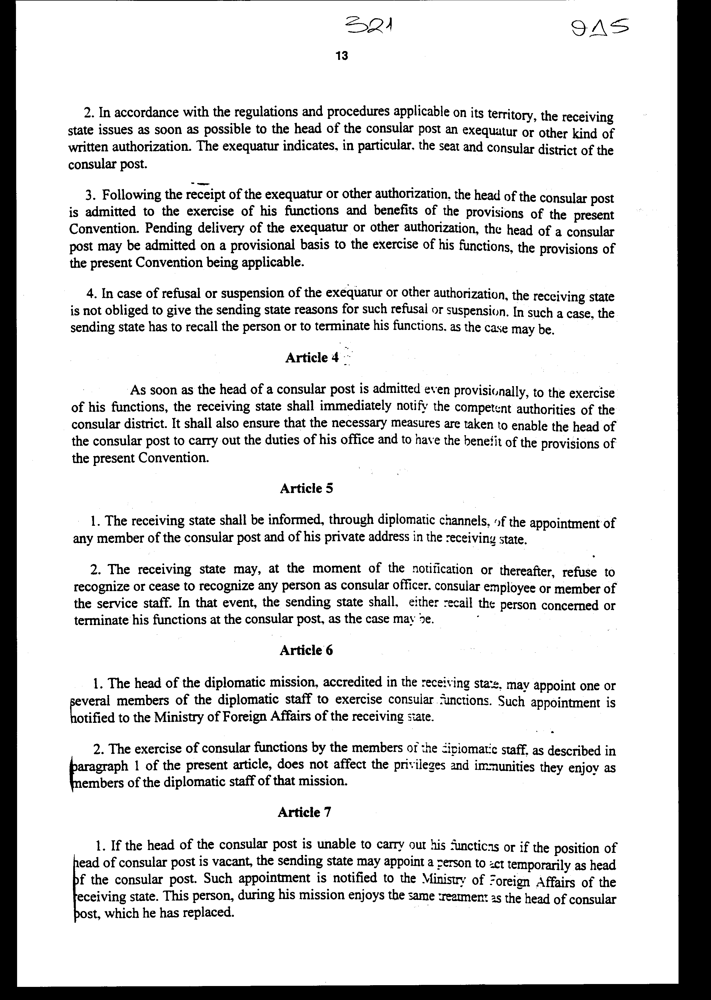 321
13
2. In accordance with the regulations and procedures applicable on its territory, the receiving
state issues as soon as possible to the head of the consular post an exequatur or other kind of
written authorization. The exequatur indicates, in particular, the seat and consular district of the
consular post.
3. Following the receipt of the exequatur or other authorization, the head of the consular post
is admitted to the exercise of his functions and benefits of the provisions of the present
Convention. Pending delivery of the exequatur or other authorization, the head of a consular
post may be admitted on a provisional basis to the exercise of his functions, the provisions of
the present Convention being applicable.
4. In case of refusal or suspension of the exequatur or other authorization, the receiving state
is not obliged to give the sending state reasons for such refusal or suspension. In such a case, the
sending state has to recall the person or to terminate his functions, as the case may be.
Article 4
As soon as the head of a consular post is admitted even provisionally, to the exercise
of his functions, the receiving state shall immediately notify the competent authorities of the
consular district. It shall also ensure that the necessary measures are taken to enable the head of
the consular post to carry out the duties of his office and to have the benefit of the provisions of
the present Convention.
Article 5
1. The receiving state shall be informed, through diplomatic channels, of the appointment of
any member of the consular post and of his private address in the receiving state.
2. The receiving state may, at the moment of the notification or thereafter, refuse to
recognize or cease to recognize any person as consular officer, consular employee or member of
the service staff. In that event, the sending state shall, either recall the person concerned or
terminate his functions at the consular post, as the case may be.
Article 6
1. The head of the diplomatic mission, accredited in the receiving state, may appoint one or
several members of the diplomatic staff to exercise consular functions. Such appointment is
notified to the Ministry of Foreign Affairs of the receiving state.
2. The exercise of consular functions by the members of the diplomatic staff, as described in
paragraph 1 of the present article, does not affect the privileges and immunities they enjoy as
members of the diplomatic staff of that mission.
Article 7
1. If the head of the consular post is unable to carry out his functions or if the position of
head of consular post is vacant, the sending state may appoint a person to act temporarily as head
of the consular post. Such appointment is notified to the Ministry of Foreign Affairs of the
receiving state. This person, during his mission enjoys the same treatment as the head of consular
post, which he has replaced.